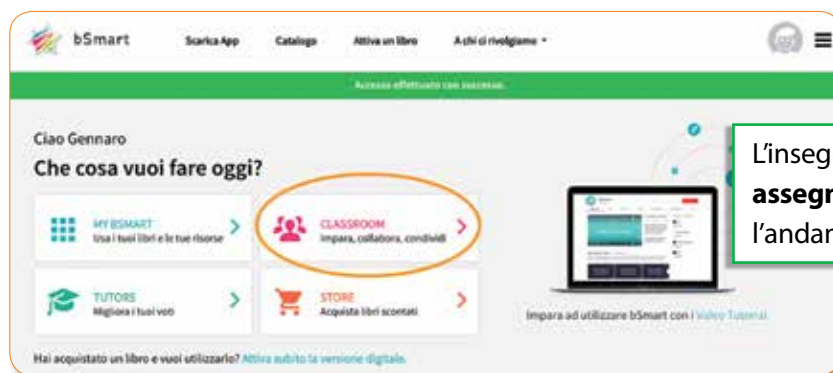 bSmart
Scarica App Catalogo Attiva un libro A chi ci rivolgiamo
Accesso effettuato con successo.
Ciao Gennaro
Che cosa vuoi fare oggi?
MY BSMART
Usa i tuoi libri e le tue risorse
CLASSROOM
Impara, collabora, condividi
TUTORS
Migliora i tuoi voti
STORE
Acquista libri scontati
Hai acquistato un libro e vuoi utilizzarlo? Attiva subito la versione digitale.
Impara ad utilizzare bSmart con i Video Tutorial
L'inseg
assegn
l'andar